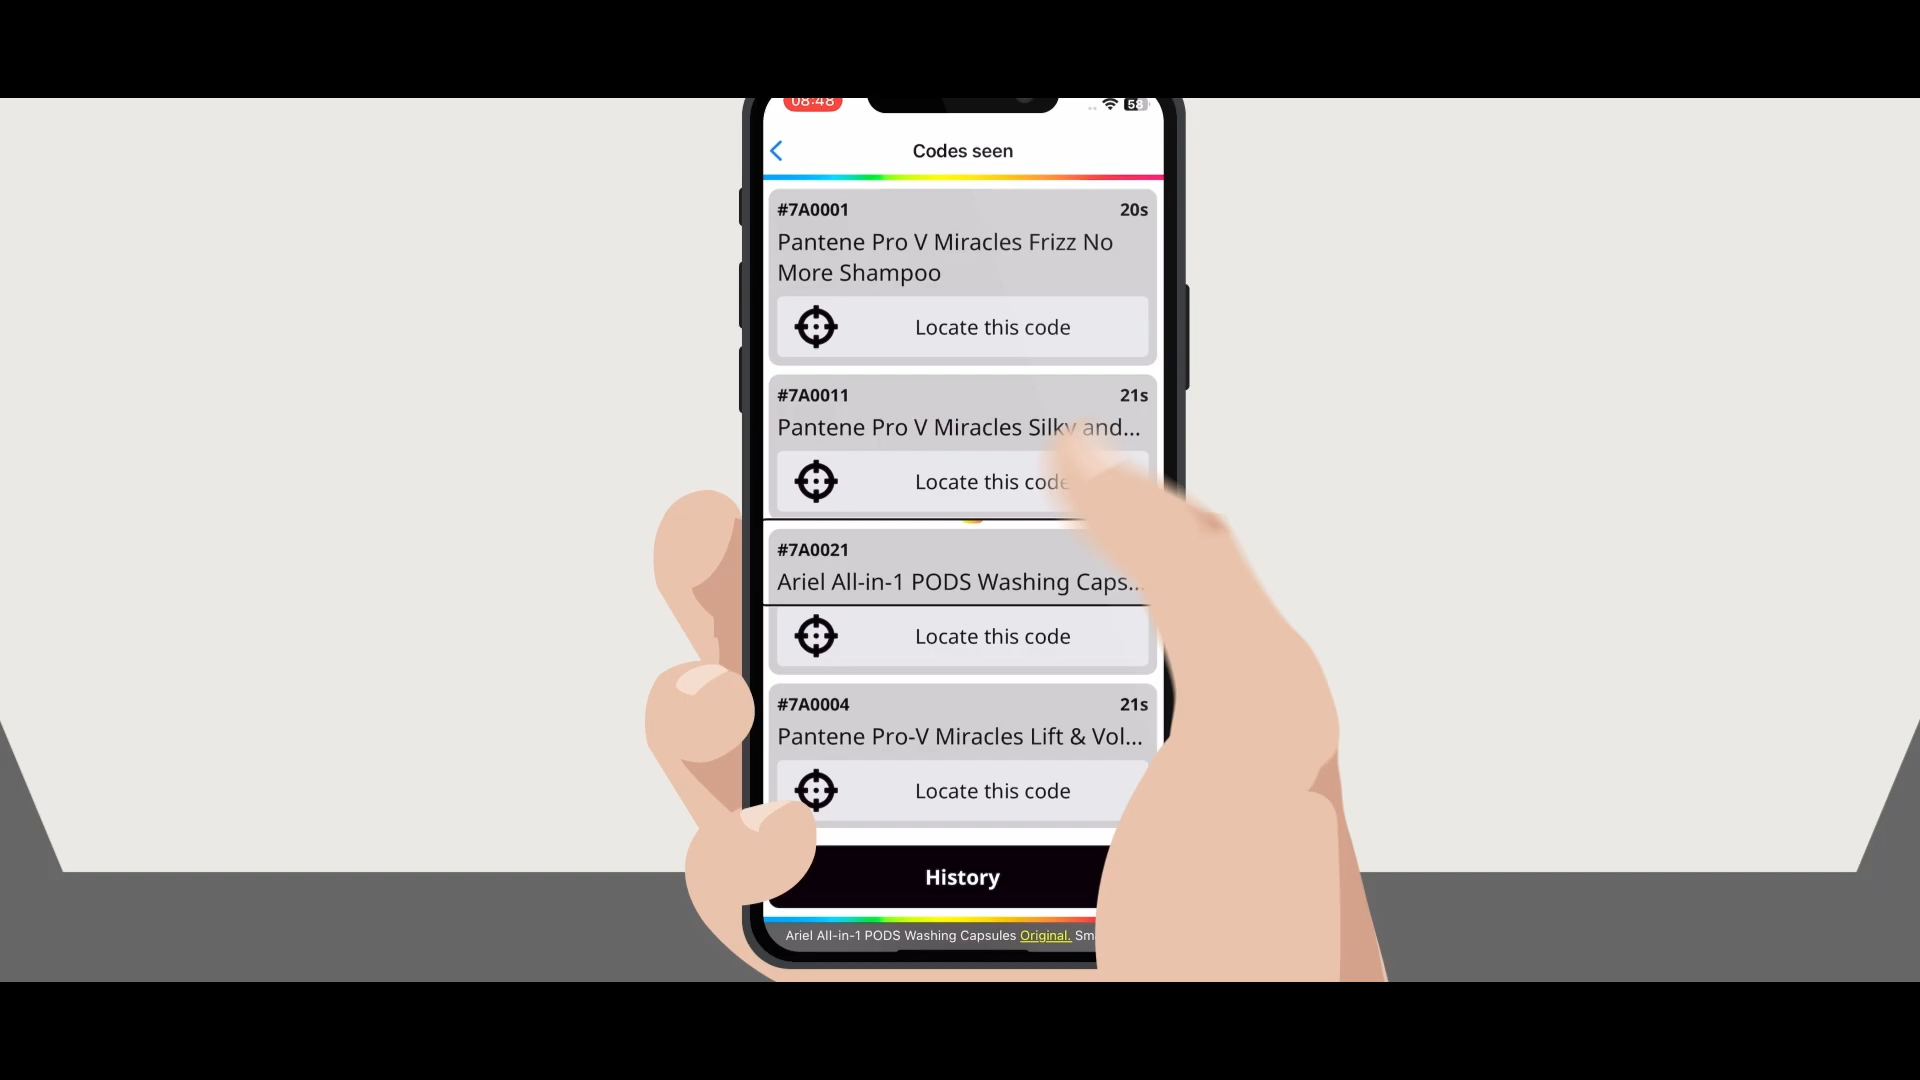 08:48
58
Codes seen
#7A0001
20s
Pantene Pro V Miracles Frizz No
More Shampoo
Locate this code
#7A0011
21s
Pantene Pro V Miracles Silky and...
Locate this code
#7A0021
Ariel All-in-1 PODS Washing Caps...
Locate this code
#7A0004
21s
Pantene Pro-V Miracles Lift & Vol...
Locate this code
History
Ariel All-in-1 PODS Washing Capsules Original. Sm